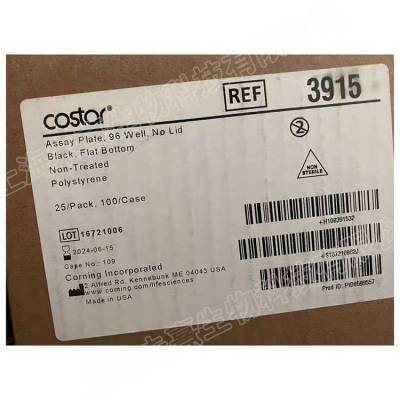 costar
REF 3915
Assay Plate, 96 Well, No Lid
Black, Flat Bottom
Non-Treated
Polystyrene
NON
STERILE
25/Pack, 100/Case
LOT 16721006
2024-06-15
Case No.: 109
Corning Incorporated
2 Alfred Rd, Kennebunk ME 04043 USA
www.corning.com/lifesciences
Made in USA